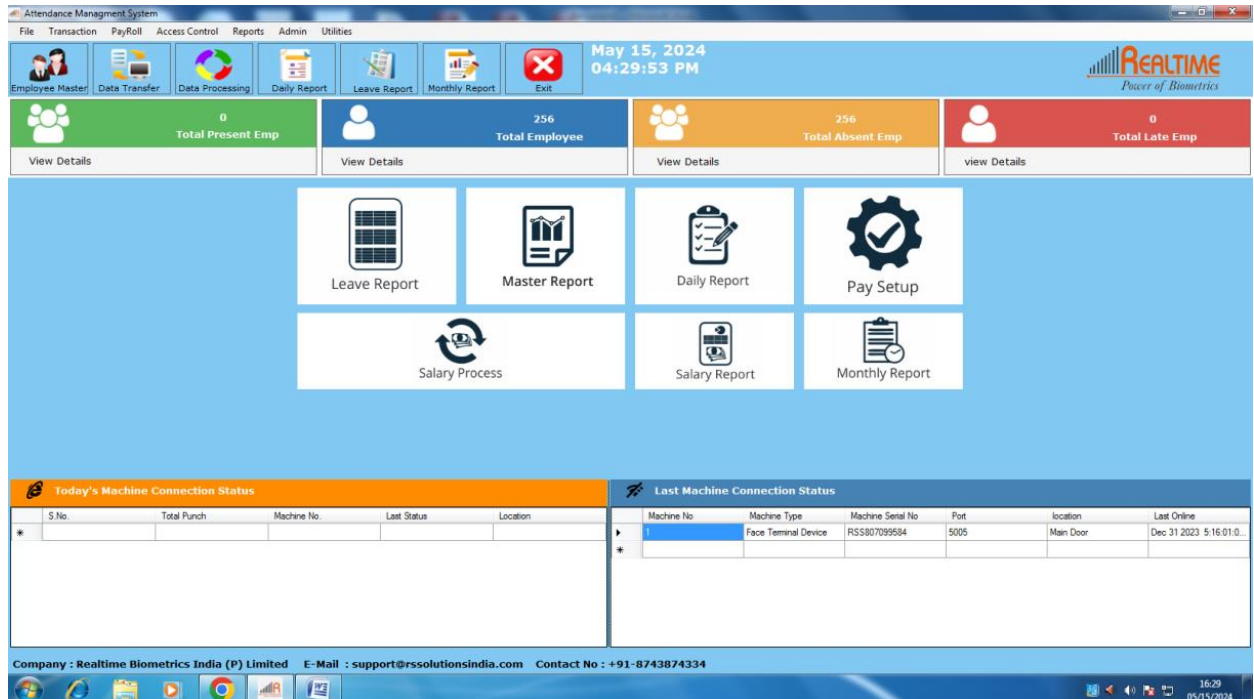 Attendance Managment System
File Transaction PayRoll Access Control Reports Admin Utilities
Employee Master Data Transfer Data Processing Daily Report Leave Report Monthly Report Exit
May 15, 2024
04:29:53 PM
REALTIME
Power of Biometrics
0
Total Present Emp
View Details
256
Total Employee
View Details
256
Total Absent Emp
View Details
0
Total Late Emp
view Details
Leave Report Master Report Daily Report Pay Setup
Salary Process Salary Report Monthly Report
Today's Machine Connection Status
S.No. Total Punch Machine No. Last Status Location
Last Machine Connection Status
Machine No Machine Type Machine Serial No Port location Last Online
1 Face Terminal Device RSS807099584 5005 Main Door Dec 31 2023 5:16:01:0...
Company : Realtime Biometrics India (P) Limited E-Mail : support@rssolutionsindia.com Contact No : +91-8743874334
16:29
05/15/2024